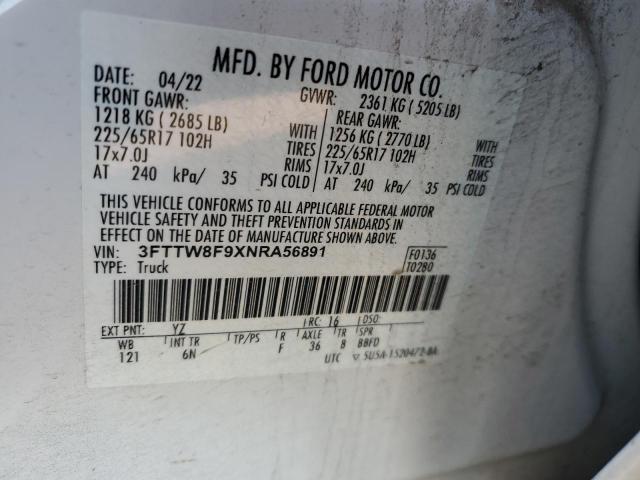 MFD. BY FORD MOTOR CO.
DATE: 04/22 GVWR: 2361 KG (5205 LB)
FRONT GAWR: REAR GAWR:
1218 KG (2685 LB) WITH 1256 KG (2770 LB) WITH
225/65R17 102H TIRES 225/65R17 102H TIRES
17x7.0J RIMS 17x7.0J RIMS
AT 240 kPa/ 35 PSI COLD AT 240 kPa/ 35 PSI COLD
THIS VEHICLE CONFORMS TO ALL APPLICABLE FEDERAL MOTOR
VEHICLE SAFETY AND THEFT PREVENTION STANDARDS IN
EFFECT ON THE DATE OF MANUFACTURE SHOWN ABOVE.
VIN: 3FTTW8F9XNRA56891 F0136
TYPE: Truck T0280
EXT PNT: YZ RC: 16 DSO:
WB INT TR TP/PS R AXLE TR SPR
121 6N F 36 8 BBFD
UTC ▽ 5U5A-1520472-BA